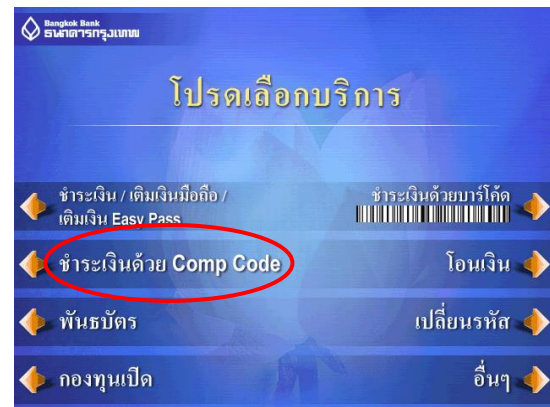 Bangkok Bank
ธนาคารกรุงเทพ
โปรดเลือกบริการ
ชำระเงิน / เติมเงินมือถือ /
เติมเงิน Easy Pass
ชำระเงินด้วยบาร์โค้ด
ชำระเงินด้วย Comp Code
โอนเงิน
พันธบัตร
เปลี่ยนรหัส
กองทุนเปิด
อื่นๆ